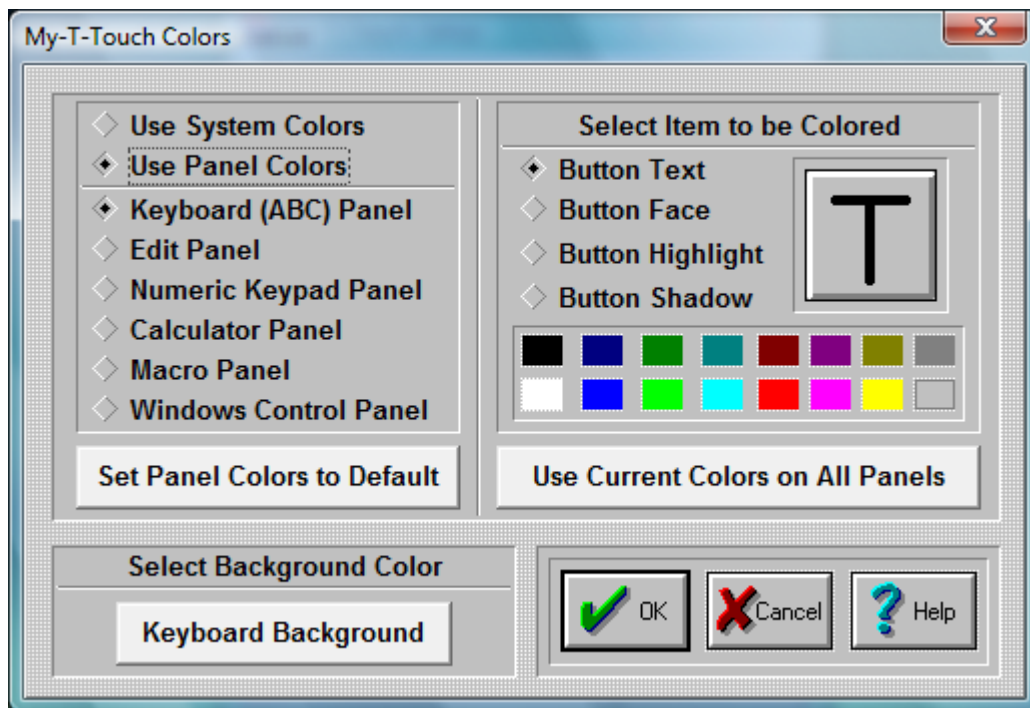 My-T-Touch Colors
Use System Colors
Use Panel Colors
Keyboard (ABC) Panel
Edit Panel
Numeric Keypad Panel
Calculator Panel
Macro Panel
Windows Control Panel
Set Panel Colors to Default
Select Item to be Colored
Button Text
Button Face
Button Highlight
Button Shadow
T
Use Current Colors on All Panels
Select Background Color
Keyboard Background
OK
Cancel
Help